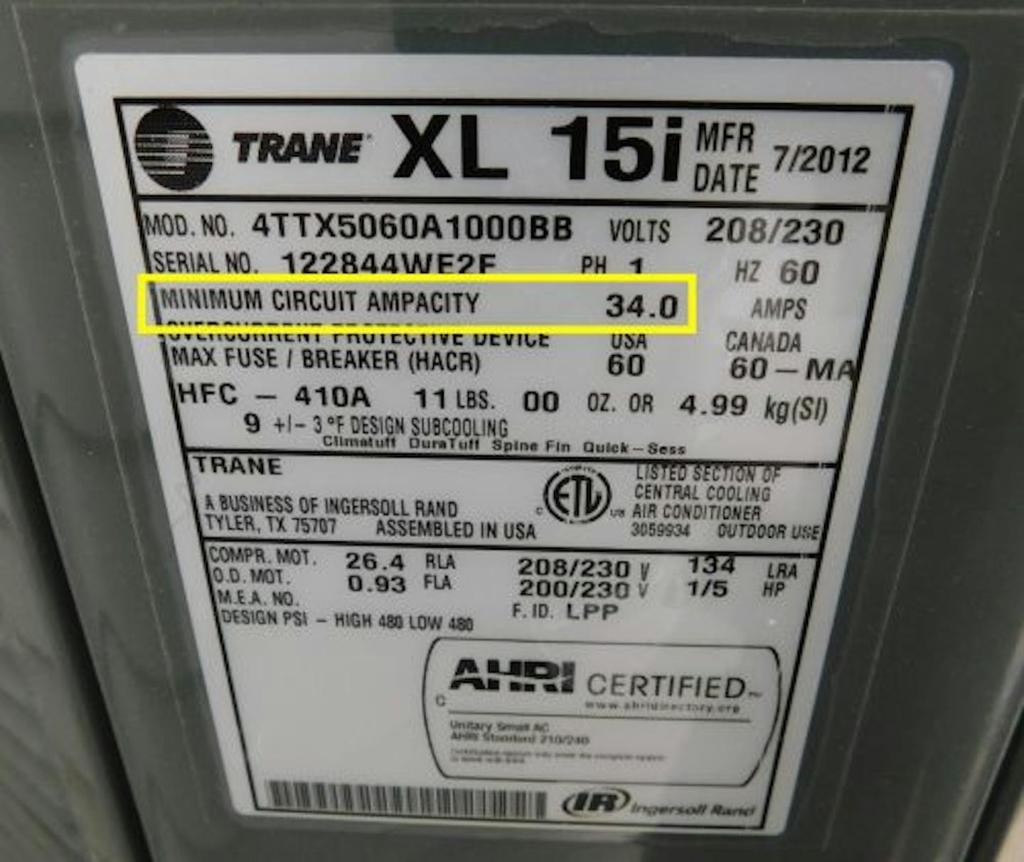 TRANE XL 15i MFR DATE 7/2012
MOD. NO. 4TTX5060A1000BB VOLTS 208/230
SERIAL NO. 122844WE2F PH 1 HZ 60
MINIMUM CIRCUIT AMPACITY 34.0 AMPS
OVERCURRENT PROTECTIVE DEVICE USA CANADA
MAX FUSE / BREAKER (HACR) 60 60-MA
HFC - 410A 11 LBS. 00 OZ. OR 4.99 kg(SI)
9 +/- 3 °F DESIGN SUBCOOLING
Climatuff DuraTuff Spine Fin Quick-Sess
TRANE
A BUSINESS OF INGERSOLL RAND
TYLER, TX 75707 ASSEMBLED IN USA
C ETL US
LISTED SECTION OF
CENTRAL COOLING
AIR CONDITIONER
3059934 OUTDOOR USE
COMPR. MOT. 26.4 RLA 208/230 V 134 LRA
O.D. MOT. 0.93 FLA 200/230 V 1/5 HP
M.E.A. NO. F. ID. LPP
DESIGN PSI - HIGH 480 LOW 480
C AHRI CERTIFIED TM
www.ahridirectory.org
Unitary Small AC
AHRI Standard 210/240
IR Ingersoll Rand